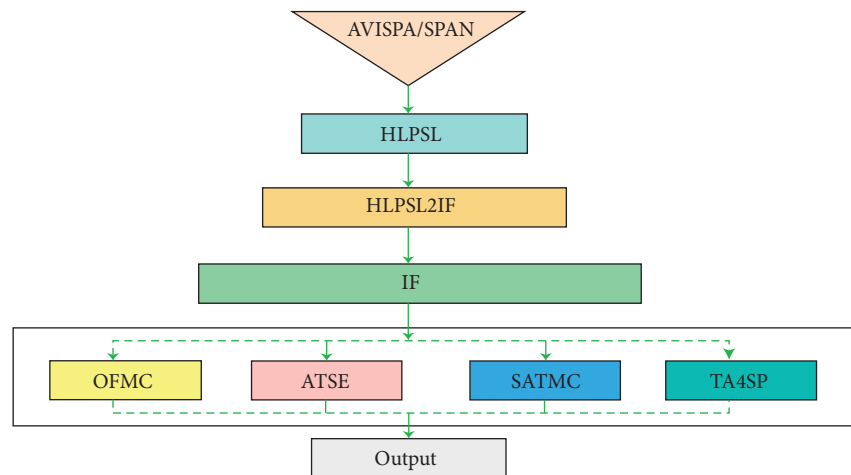 AVISPA/SPAN
HLPSL
HLPSL2IF
IF
OFMC
ATSE
SATMC
TA4SP
Output